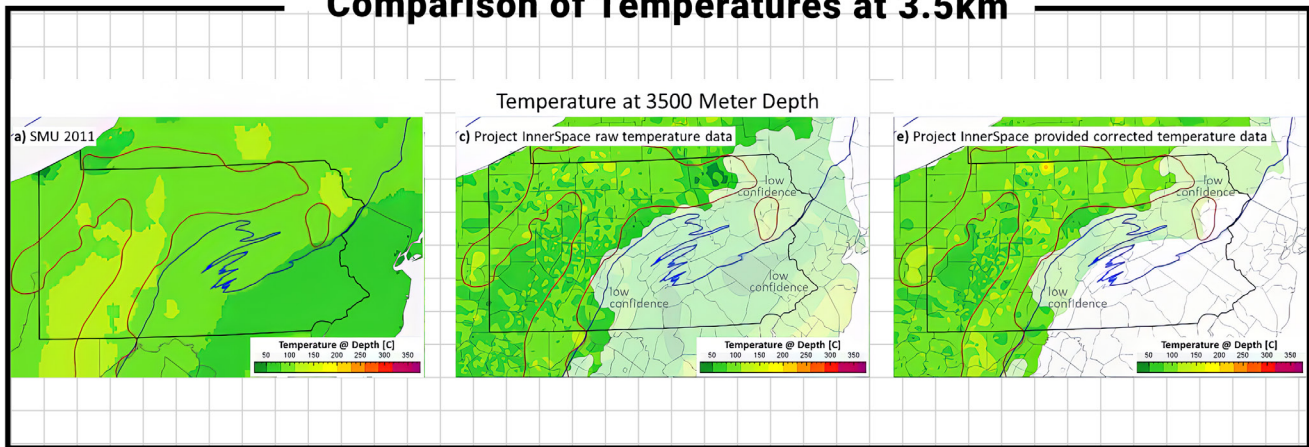 Comparison of Temperatures at 3.5km
Temperature at 3500 Meter Depth
a) SMU 2011
c) Project InnerSpace raw temperature data
e) Project InnerSpace provided corrected temperature data
low
confidence
low
confidence
low
confidence
low
confidence
low
confidence
Temperature @ Depth [C]
50 100 150 200 250 300 350
Temperature @ Depth [C]
50 100 150 200 250 300 350
Temperature @ Depth [C]
50 100 150 200 250 300 350